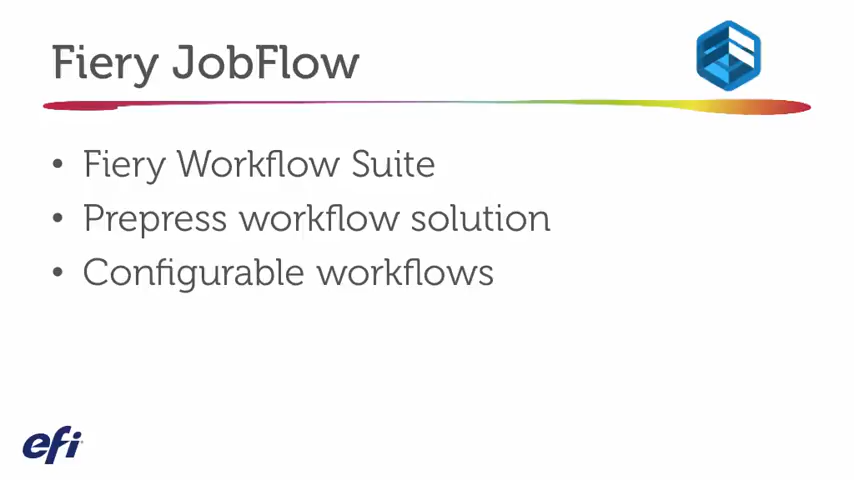 Fiery JobFlow
• Fiery Workflow Suite
• Prepress workflow solution
• Configurable workflows
efi